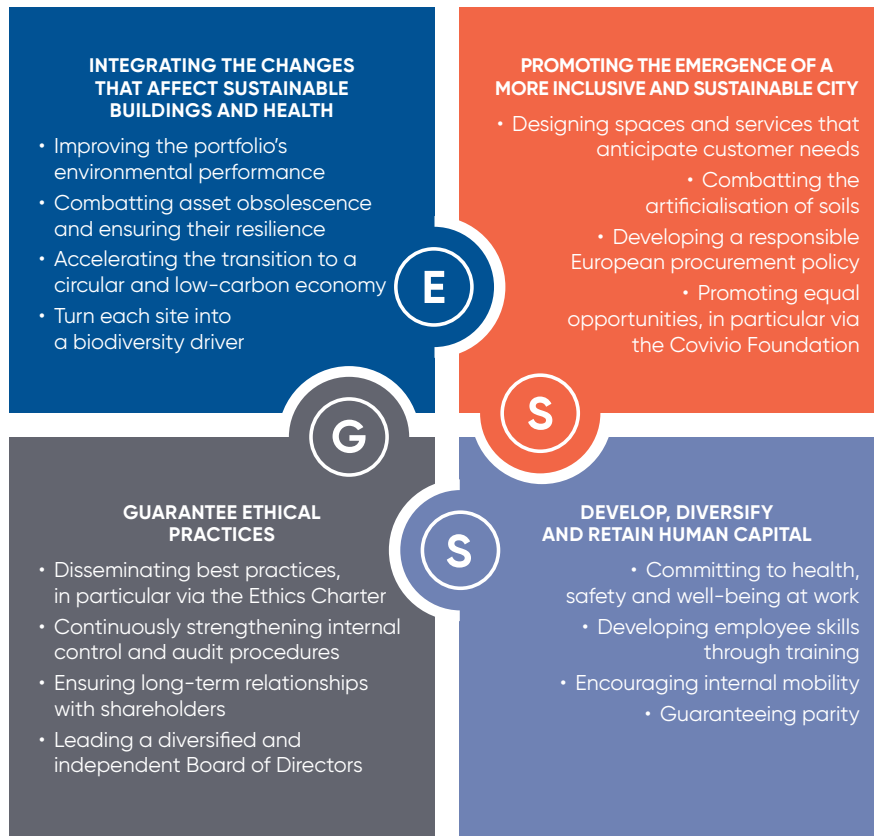 INTEGRATING THE CHANGES
THAT AFFECT SUSTAINABLE
BUILDINGS AND HEALTH
• Improving the portfolio's
environmental performance
• Combatting asset obsolescence
and ensuring their resilience
• Accelerating the transition to a
circular and low-carbon economy
• Turn each site into
a biodiversity driver
E
PROMOTING THE EMERGENCE OF A
MORE INCLUSIVE AND SUSTAINABLE CITY
• Designing spaces and services that
anticipate customer needs
• Combatting the
artificialisation of soils
• Developing a responsible
European procurement policy
• Promoting equal
opportunities, in particular via
the Covivio Foundation
S
G
GUARANTEE ETHICAL
PRACTICES
• Disseminating best practices,
in particular via the Ethics Charter
• Continuously strengthening internal
control and audit procedures
• Ensuring long-term relationships
with shareholders
• Leading a diversified and
independent Board of Directors
S
DEVELOP, DIVERSIFY
AND RETAIN HUMAN CAPITAL
• Committing to health,
safety and well-being at work
• Developing employee skills
through training
• Encouraging internal mobility
• Guaranteeing parity